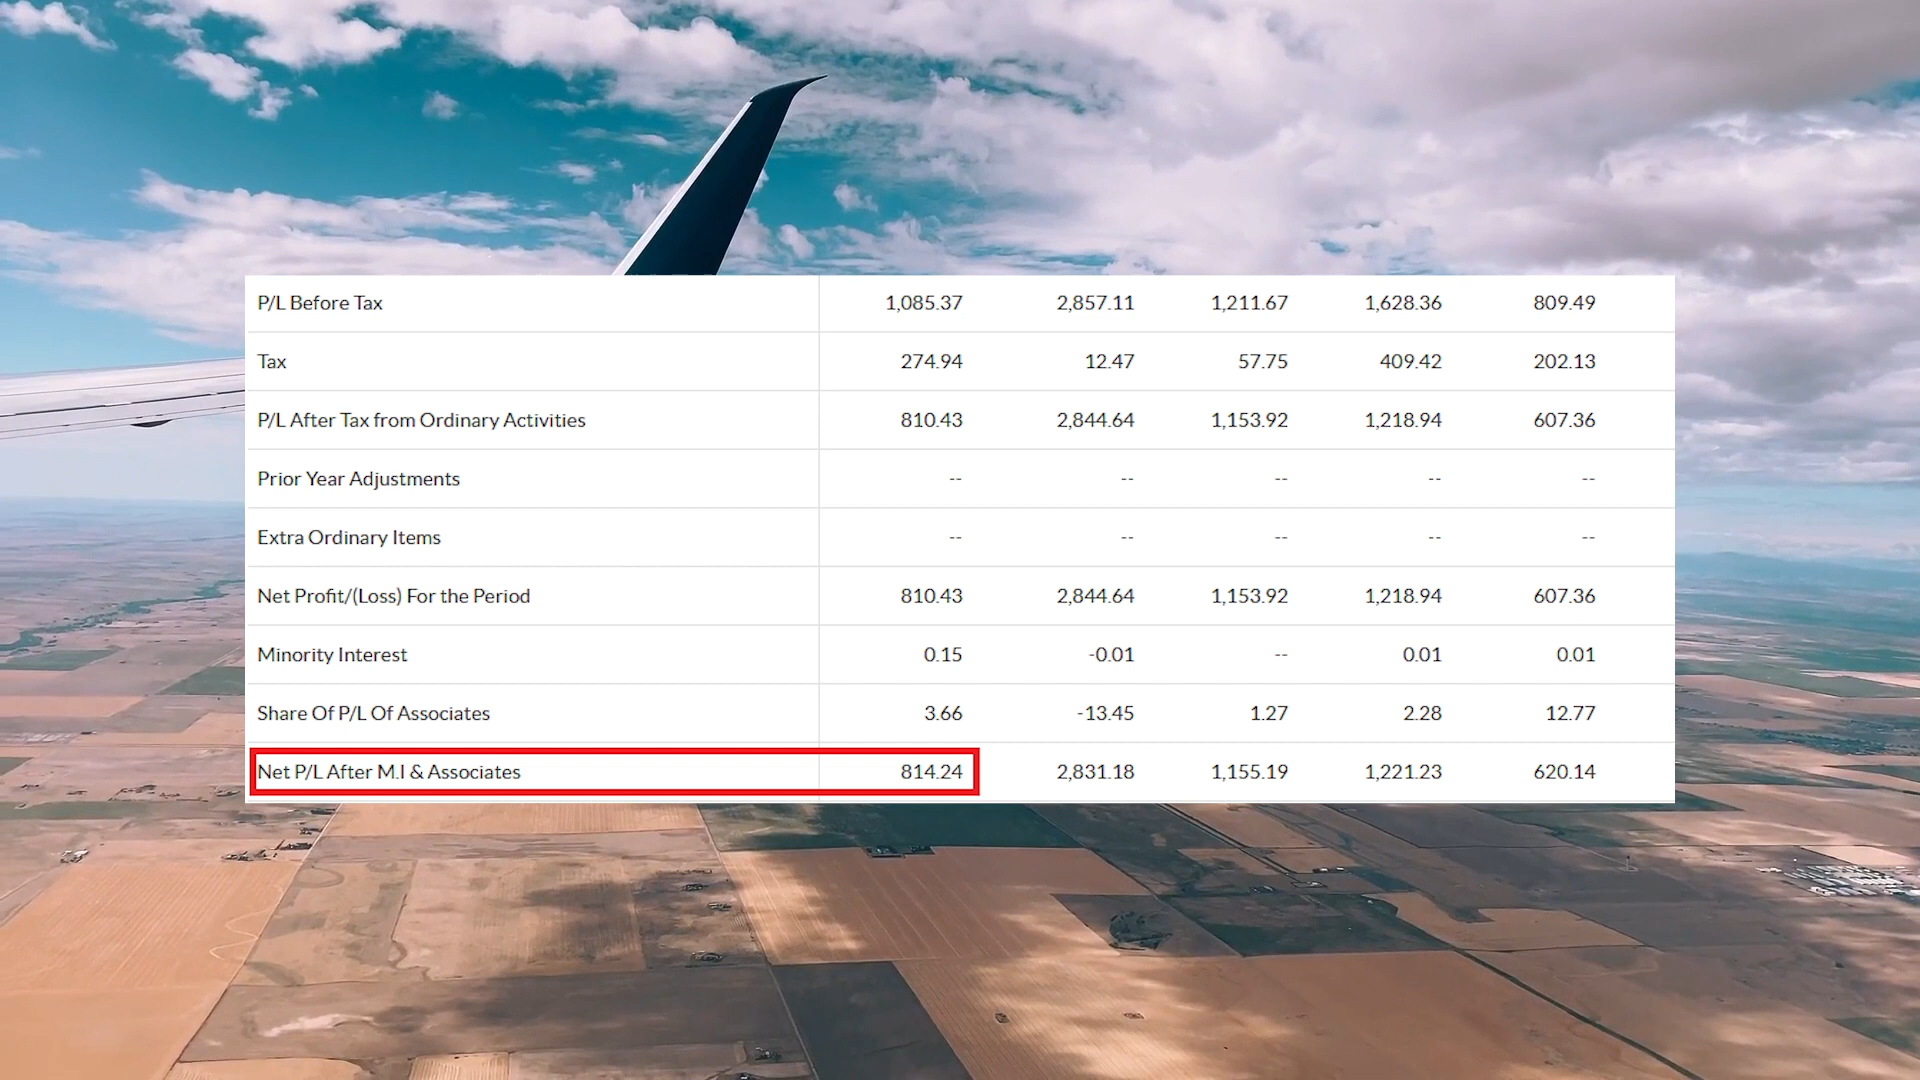 P/L Before Tax 1,085.37 2,857.11 1,211.67 1,628.36 809.49
Tax 274.94 12.47 57.75 409.42 202.13
P/L After Tax from Ordinary Activities 810.43 2,844.64 1,153.92 1,218.94 607.36
Prior Year Adjustments -- -- -- -- --
Extra Ordinary Items -- -- -- -- --
Net Profit/(Loss) For the Period 810.43 2,844.64 1,153.92 1,218.94 607.36
Minority Interest 0.15 -0.01 -- 0.01 0.01
Share Of P/L Of Associates 3.66 -13.45 1.27 2.28 12.77
Net P/L After M.I & Associates 814.24 2,831.18 1,155.19 1,221.23 620.14